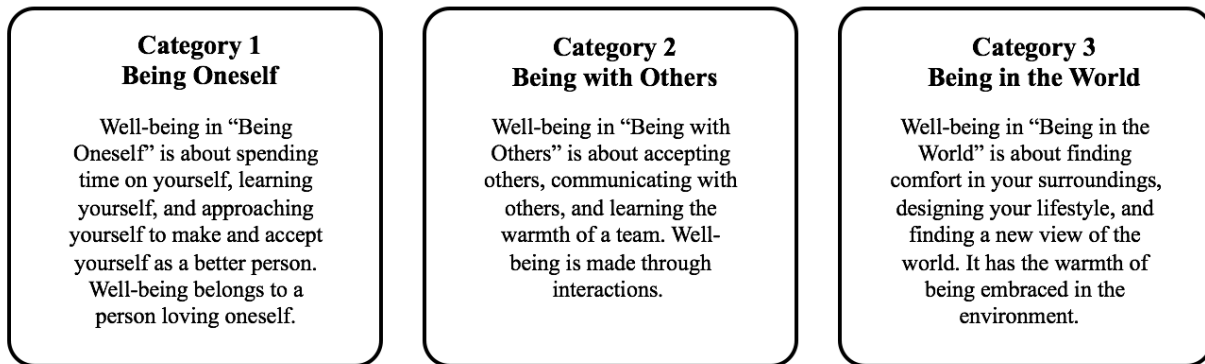 Category 1
Being Oneself
Well-being in “Being
Oneself” is about spending
time on yourself, learning
yourself, and approaching
yourself to make and accept
yourself as a better person.
Well-being belongs to a
person loving oneself.
Category 2
Being with Others
Well-being in “Being with
Others” is about accepting
others, communicating with
others, and learning the
warmth of a team. Well-
being is made through
interactions.
Category 3
Being in the World
Well-being in “Being in the
World” is about finding
comfort in your surroundings,
designing your lifestyle, and
finding a new view of the
world. It has the warmth of
being embraced in the
environment.